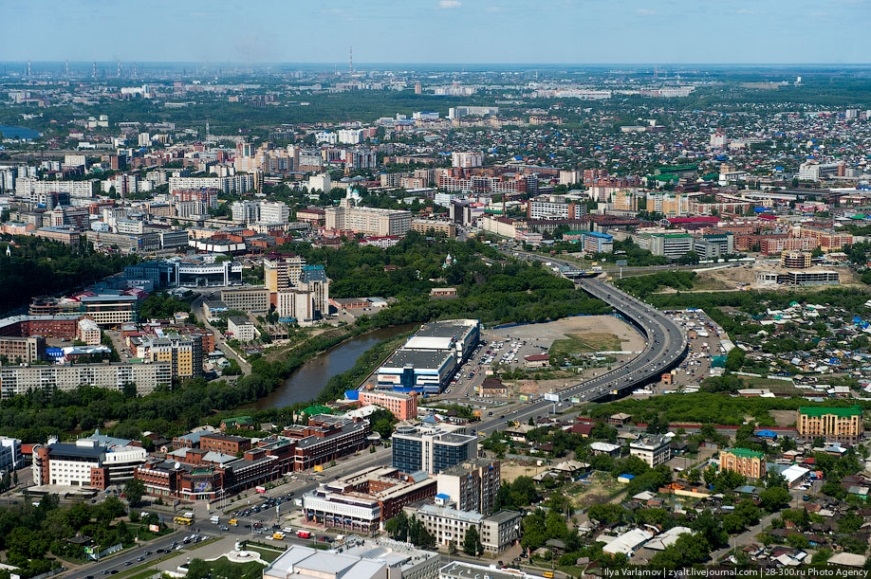 Ilya Varlamov | zyalt.livejournal.com | 28-300.ru Photo Agency